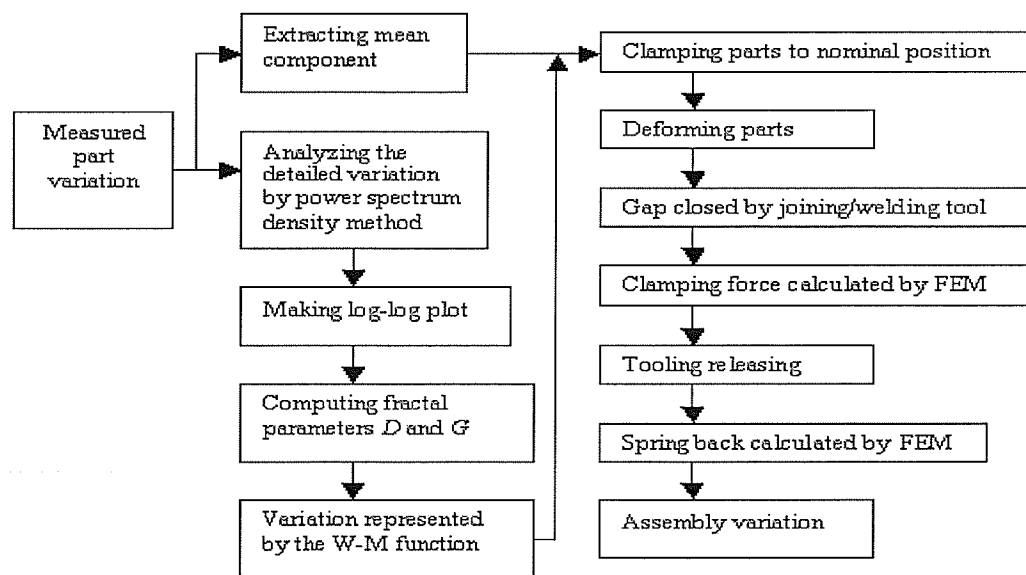 Measured
part
variation
Extracting mean
component
Analyzing the
detailed variation
by power spectrum
density method
Making log-log plot
Computing fractal
parameters D and G
Variation represented
by the W-M function
Clamping parts to nominal position
Deforming parts
Gap closed by joining/welding tool
Clamping force calculated by FEM
Tooling releasing
Spring back calculated by FEM
Assembly variation